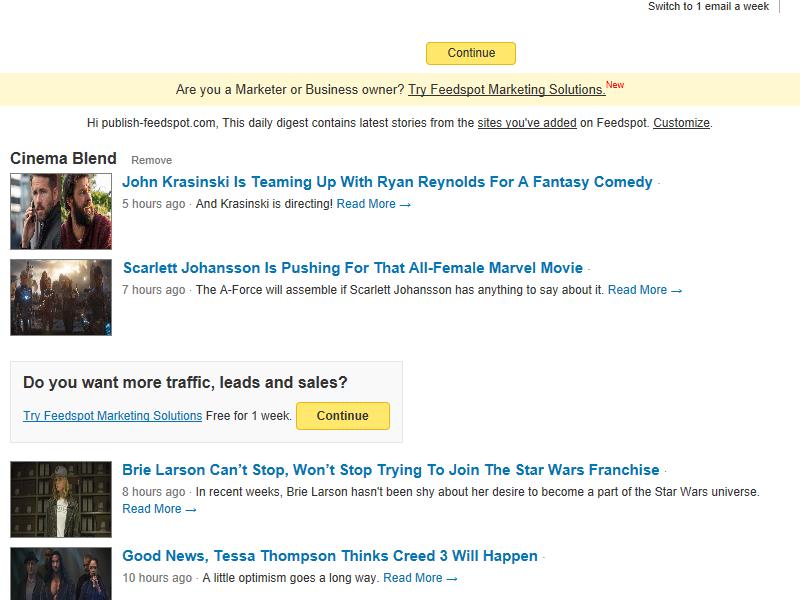 Switch to 1 email a week
Continue
Are you a Marketer or Business owner? Try Feedspot Marketing Solutions.New
Hi publish-feedspot.com, This daily digest contains latest stories from the sites you've added on Feedspot. Customize.
Cinema Blend Remove
John Krasinski Is Teaming Up With Ryan Reynolds For A Fantasy Comedy ·
5 hours ago · And Krasinski is directing! Read More →
Scarlett Johansson Is Pushing For That All-Female Marvel Movie ·
7 hours ago · The A-Force will assemble if Scarlett Johansson has anything to say about it. Read More →
Do you want more traffic, leads and sales?
Try Feedspot Marketing Solutions Free for 1 week. Continue
Brie Larson Can’t Stop, Won’t Stop Trying To Join The Star Wars Franchise ·
8 hours ago · In recent weeks, Brie Larson hasn't been shy about her desire to become a part of the Star Wars universe.
Read More →
Good News, Tessa Thompson Thinks Creed 3 Will Happen ·
10 hours ago · A little optimism goes a long way. Read More →